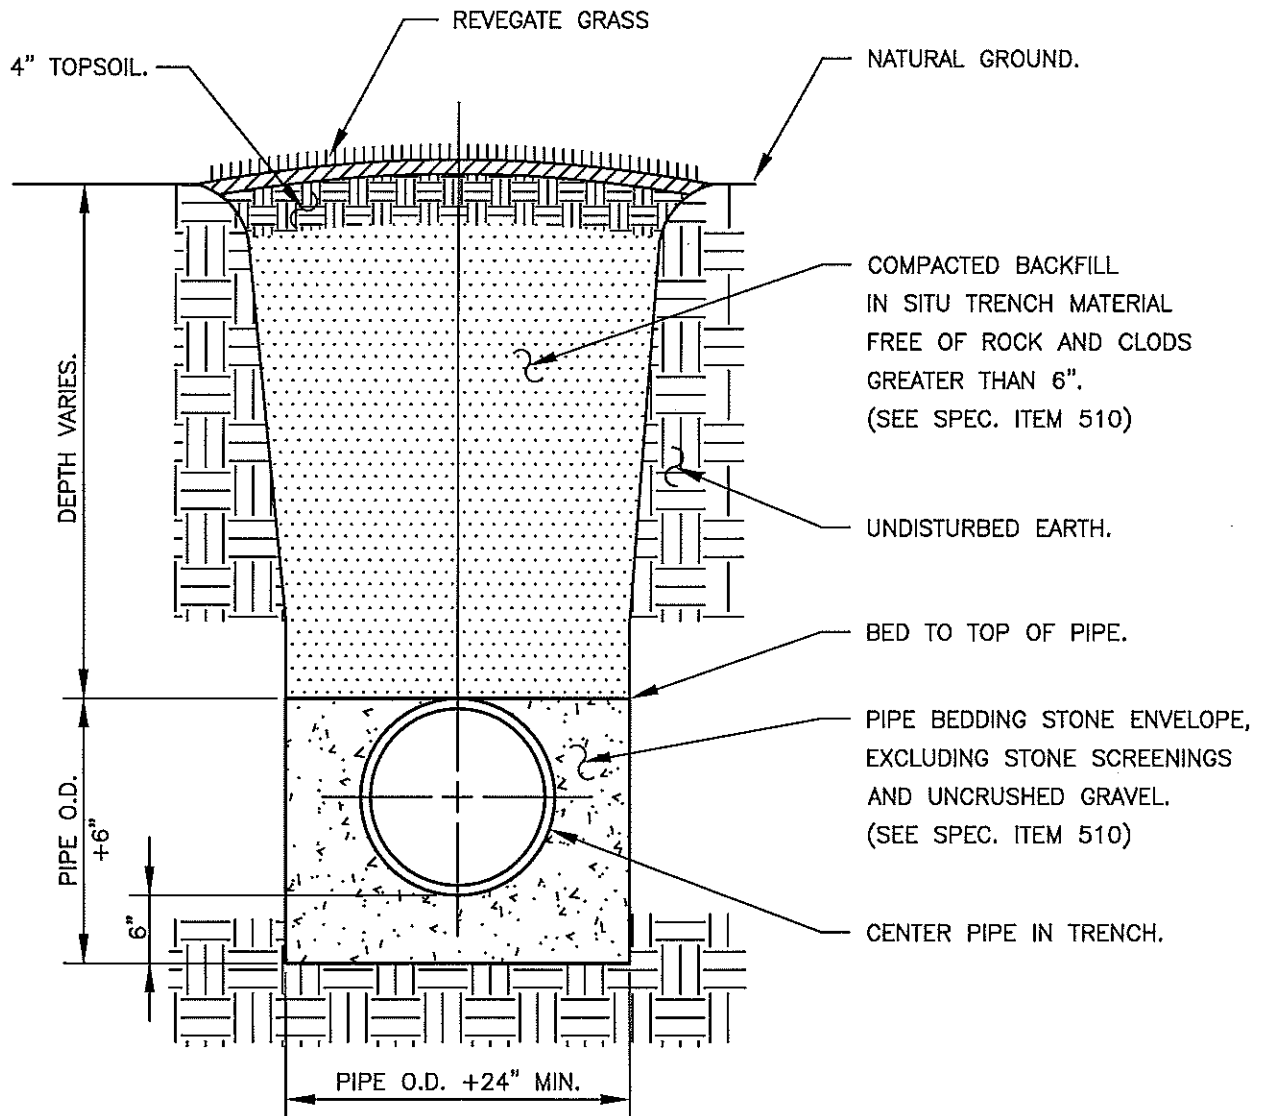 REVEGATE GRASS
4" TOPSOIL.
NATURAL GROUND.
COMPACTED BACKFILL
IN SITU TRENCH MATERIAL
FREE OF ROCK AND CLODS
GREATER THAN 6".
(SEE SPEC. ITEM 510)
DEPTH VARIES.
UNDISTURBED EARTH.
BED TO TOP OF PIPE.
PIPE BEDDING STONE ENVELOPE,
EXCLUDING STONE SCREENINGS
AND UNCRUSHED GRAVEL.
(SEE SPEC. ITEM 510)
PIPE O.D.
+6"
6"
CENTER PIPE IN TRENCH.
PIPE O.D. +24" MIN.